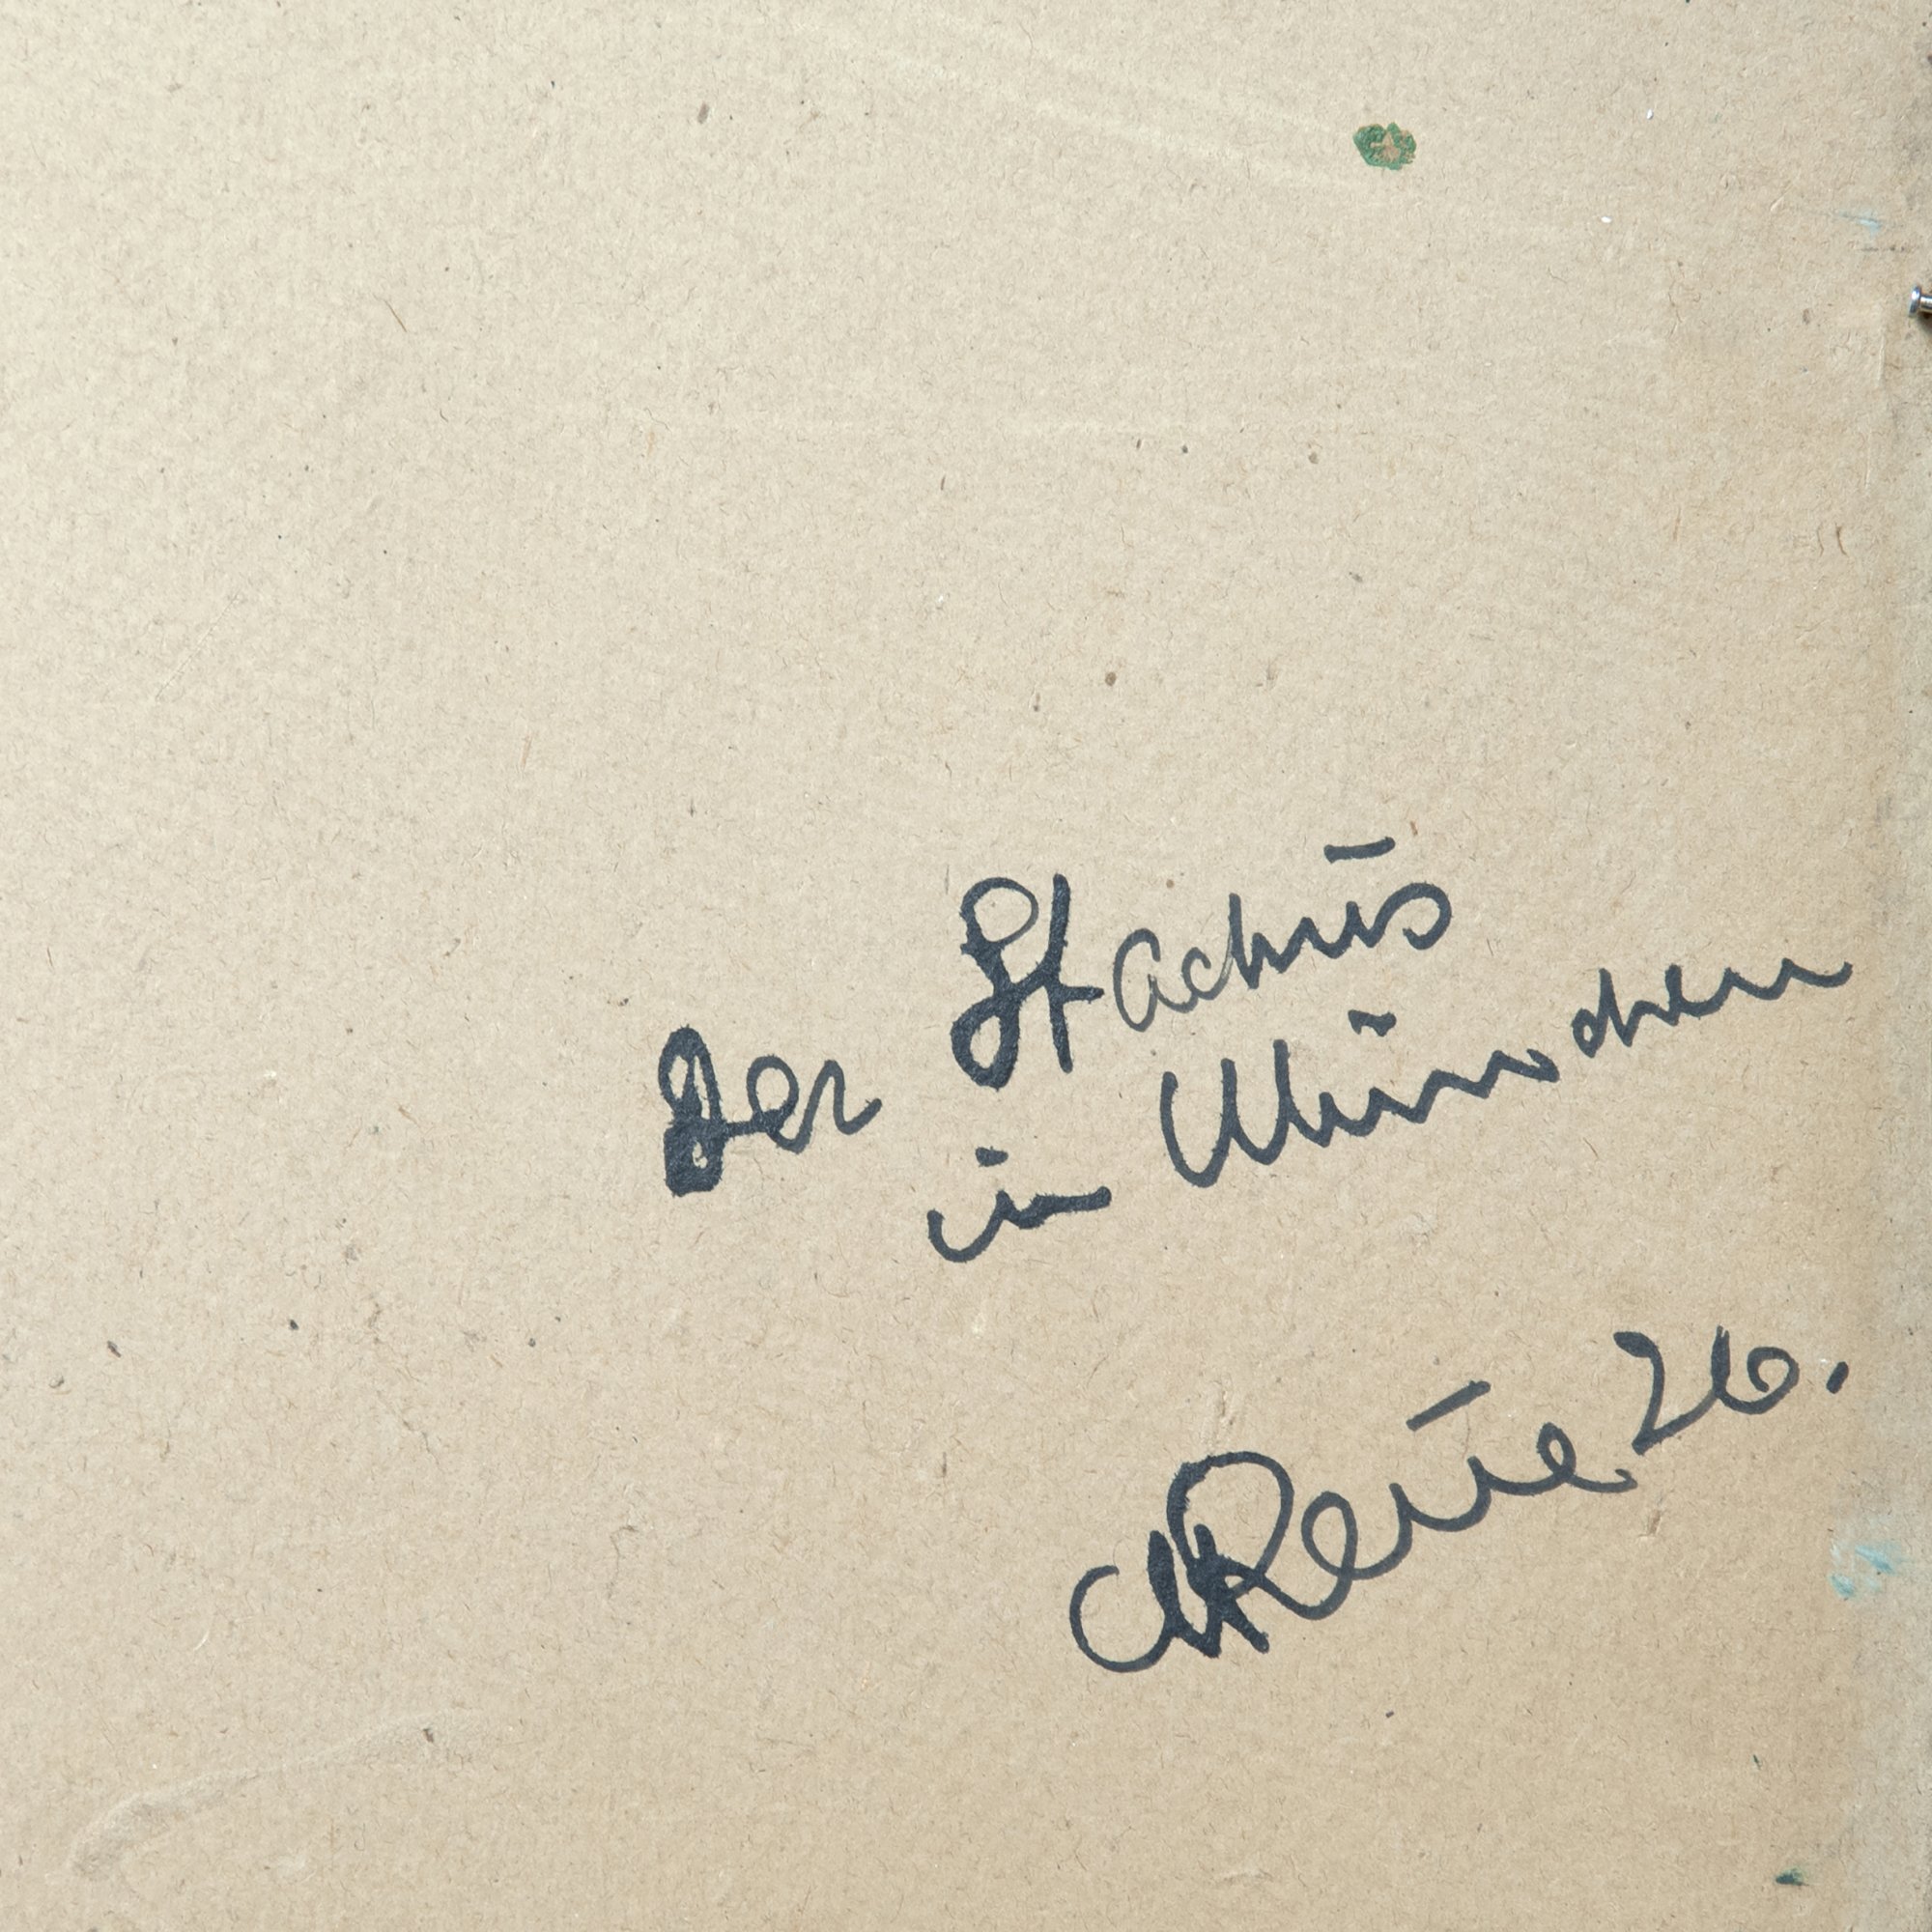 Der Stachus
in München
M Reue 26.